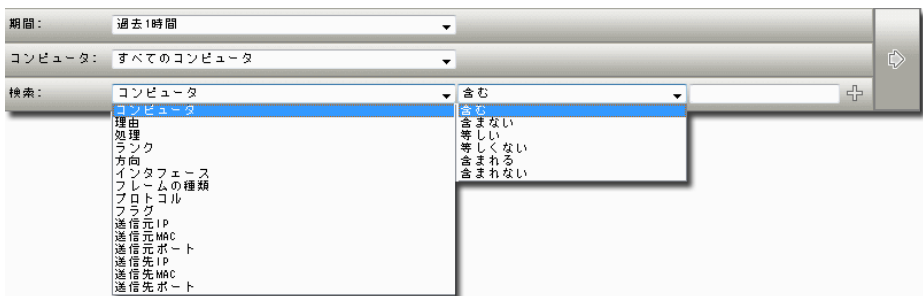 期間: 過去1時間
コンピュータ: すべてのコンピュータ
検索: コンピュータ 含む
コンピュータ
理由
処理
ランク
方向
インタフェース
フレームの種類
プロトコル
フラグ
送信元IP
送信元MAC
送信元ポート
送信先IP
送信先MAC
送信先ポート
含む
含まない
等しい
等しくない
含まれる
含まれない